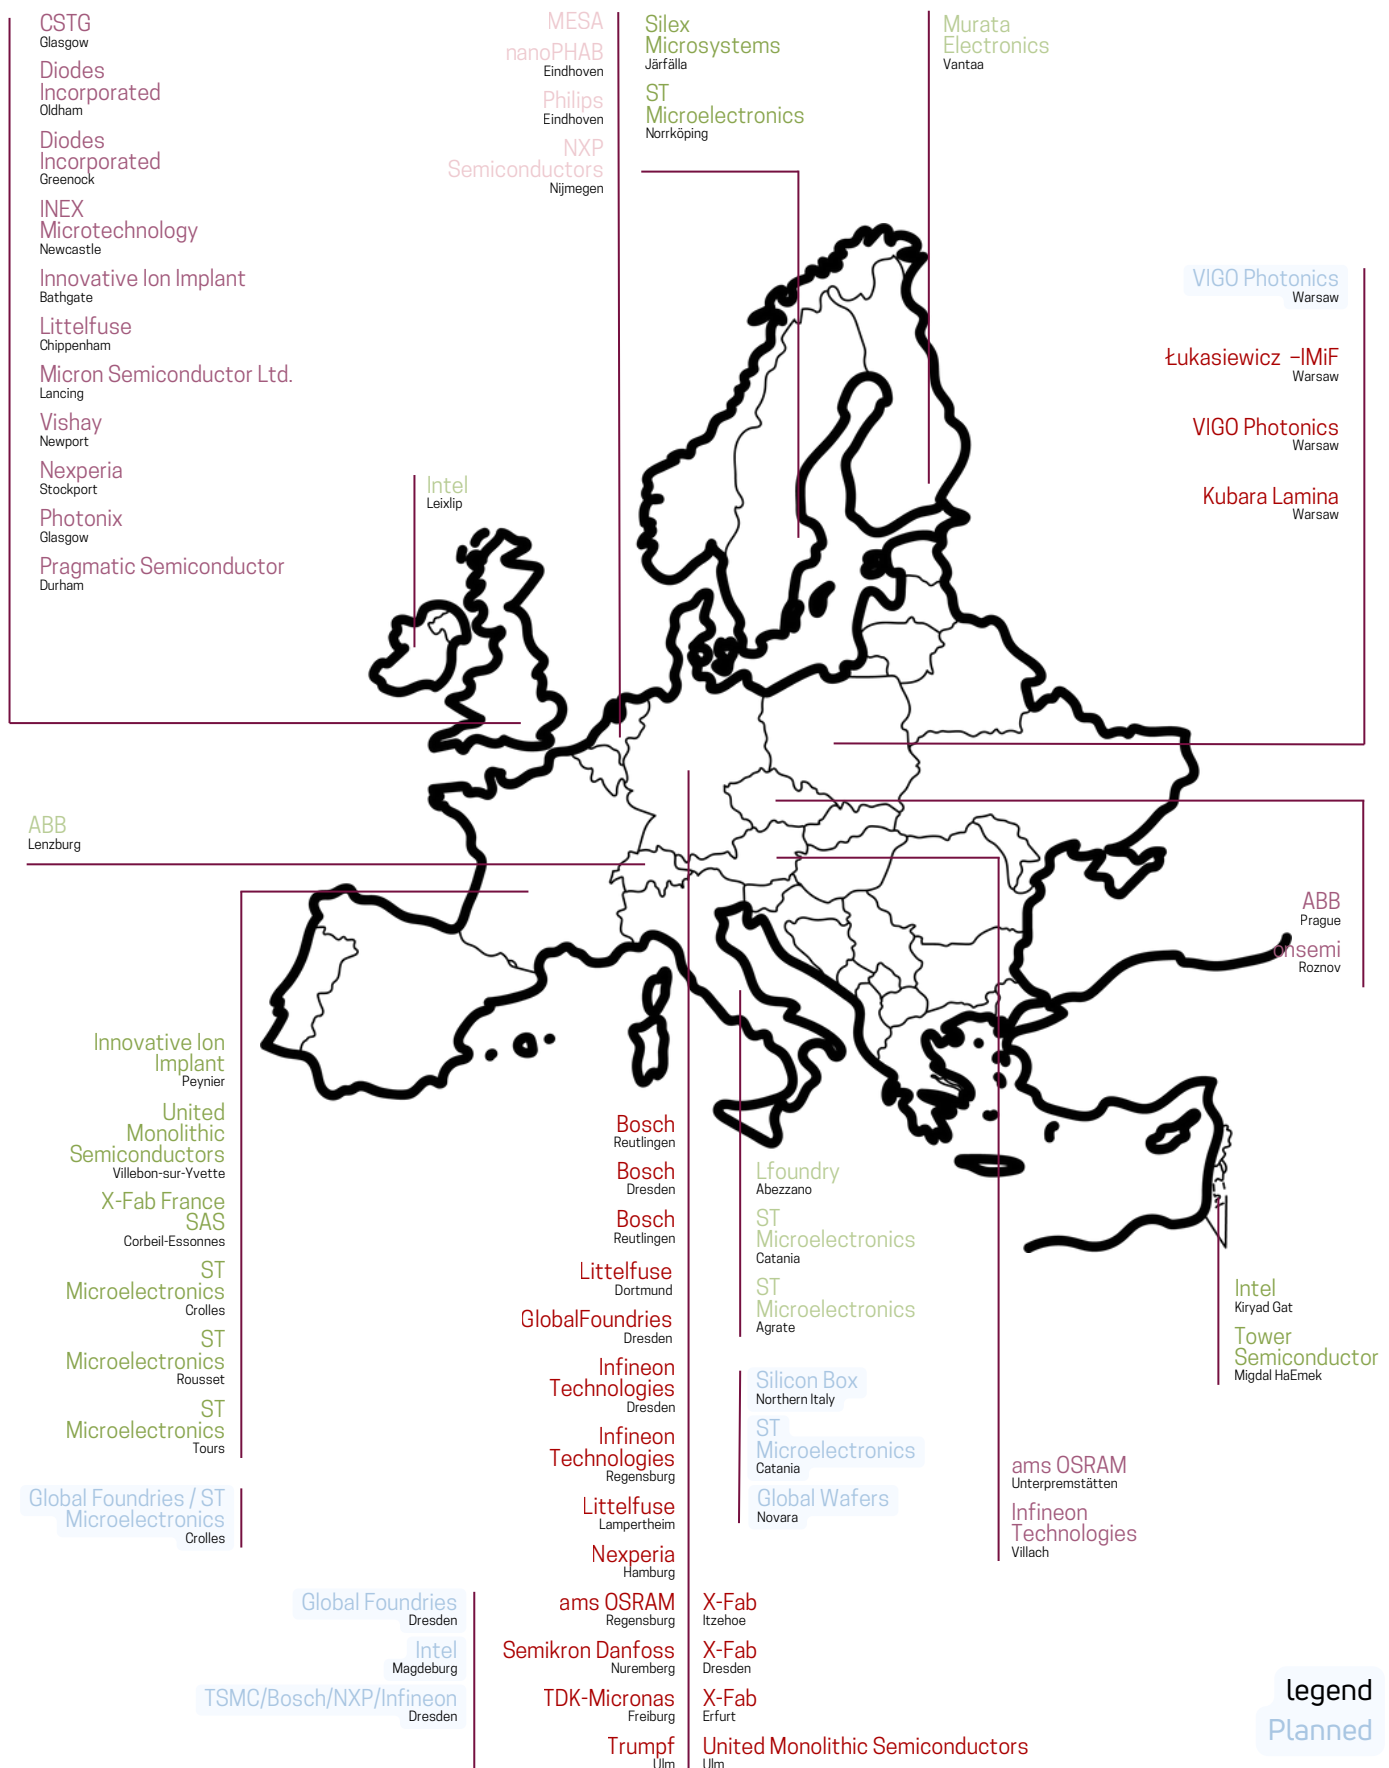 CSTG
Glasgow
Diodes
Incorporated
Oldham
Diodes
Incorporated
Greenock
INEX
Microtechnology
Newcastle
Innovative Ion Implant
Bathgate
Littelfuse
Chippenham
Micron Semiconductor Ltd.
Lancing
Vishay
Newport
Nexperia
Stockport
Photonix
Glasgow
Pragmatic Semiconductor
Durham
MESA
nanoPHAB
Eindhoven
Philips
Eindhoven
NXP
Semiconductors
Nijmegen
Silex
Microsystems
Järfälla
ST
Microelectronics
Norrköping
Murata
Electronics
Vantaa
VIGO Photonics
Warsaw
Łukasiewicz –IMiF
Warsaw
VIGO Photonics
Warsaw
Kubara Lamina
Warsaw
Intel
Leixlip
ABB
Lenzburg
ABB
Prague
onsemi
Roznov
Innovative Ion
Implant
Peynier
United
Monolithic
Semiconductors
Villebon-sur-Yvette
X-Fab France
SAS
Corbeil-Essonnes
ST
Microelectronics
Crolles
ST
Microelectronics
Rousset
ST
Microelectronics
Tours
Global Foundries / ST
Microelectronics
Crolles
Bosch
Reutlingen
Bosch
Dresden
Bosch
Reutlingen
Littelfuse
Dortmund
GlobalFoundries
Dresden
Infineon
Technologies
Dresden
Infineon
Technologies
Regensburg
Littelfuse
Lampertheim
Nexperia
Hamburg
ams OSRAM
Regensburg
Semikron Danfoss
Nuremberg
TDK-Micronas
Freiburg
Trumpf
Ulm
X-Fab
Itzehoe
X-Fab
Dresden
X-Fab
Erfurt
United Monolithic Semiconductors
Ulm
Global Foundries
Dresden
Intel
Magdeburg
TSMC/Bosch/NXP/Infineon
Dresden
Lfoundry
Abezzano
ST
Microelectronics
Catania
ST
Microelectronics
Agrate
Silicon Box
Northern Italy
ST
Microelectronics
Catania
Global Wafers
Novara
ams OSRAM
Unterpremstätten
Infineon
Technologies
Villach
Intel
Kiryad Gat
Tower
Semiconductor
Migdal HaEmek
legend
Planned